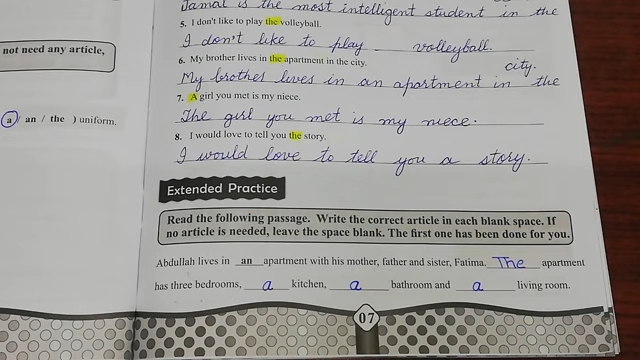 Jamal is the most intelligent student in the
5. I don't like to play the volleyball.
I don't like to play _ volleyball.
6. My brother lives in the apartment in the city.
city.
My brother lives in an apartment in the
not need any article,
7. A girl you met is my niece.
The girl you met is my niece.
a / an / the ) uniform.
8. I would love to tell you the story.
I would love to tell you a story.
Extended Practice
Read the following passage. Write the correct article in each blank space. If
no article is needed, leave the space blank. The first one has been done for you.
Abdullah lives in an apartment with his mother, father and sister, Fatima. The apartment
has three bedrooms, a kitchen, a bathroom and a living room.
07